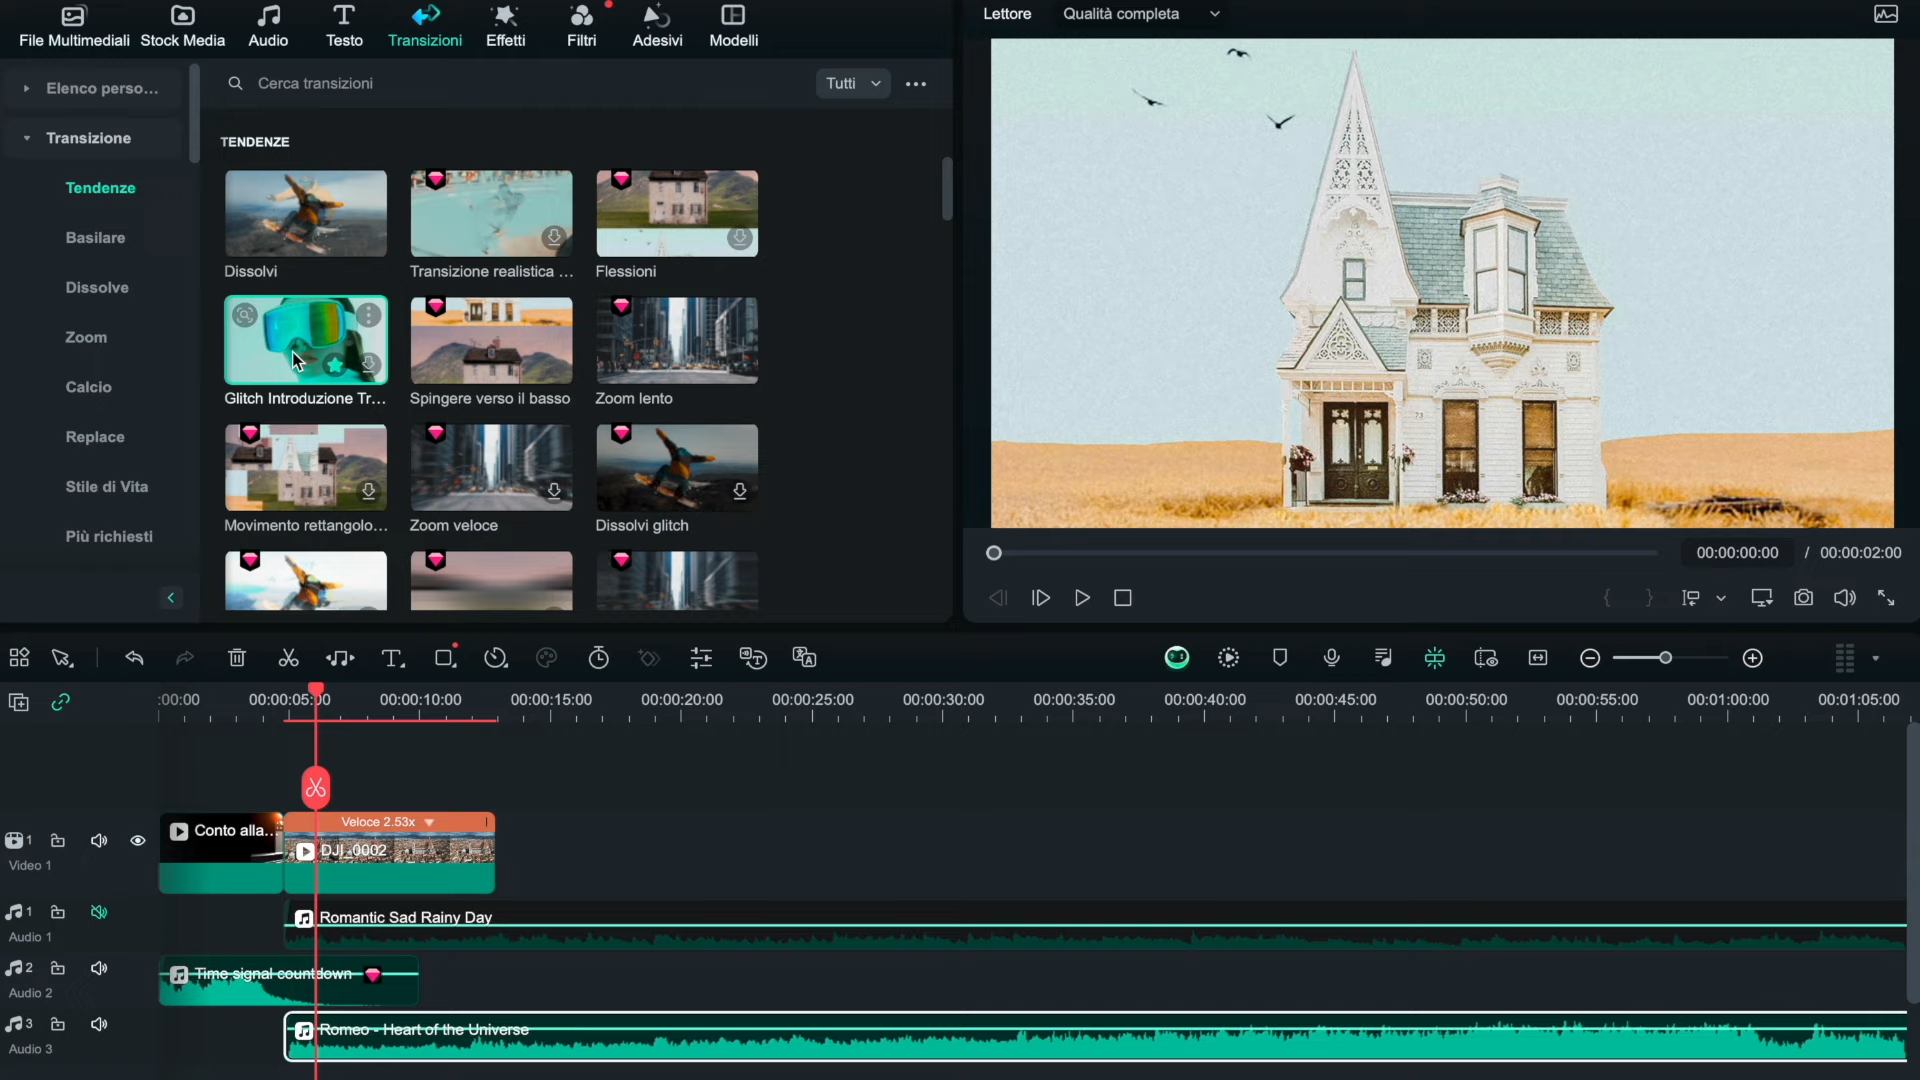 File Multimediali
Stock Media
Audio
Testo
Transizioni
Effetti
Filtri
Adesivi
Modelli
Lettore
Qualità completa
Elenco perso...
Transizione
Tendenze
Basilare
Dissolve
Zoom
Calcio
Replace
Stile di Vita
Più richiesti
Cerca transizioni
Tutti
TENDENZE
Dissolvi
Transizione realistica ...
Flessioni
Glitch Introduzione Tr...
Spingere verso il basso
Zoom lento
Movimento rettangolo...
Zoom veloce
Dissolvi glitch
73
00:00:00:00 / 00:00:02:00
:00:00
00:00:05:00
00:00:10:00
00:00:15:00
00:00:20:00
00:00:25:00
00:00:30:00
00:00:35:00
00:00:40:00
00:00:45:00
00:00:50:00
00:00:55:00
00:01:00:00
00:01:05:00
1
Video 1
Conto alla...
Veloce 2.53x
DJI_0002
1
Audio 1
Romantic Sad Rainy Day
2
Audio 2
Time signal countdown
3
Audio 3
Romeo - Heart of the Universe